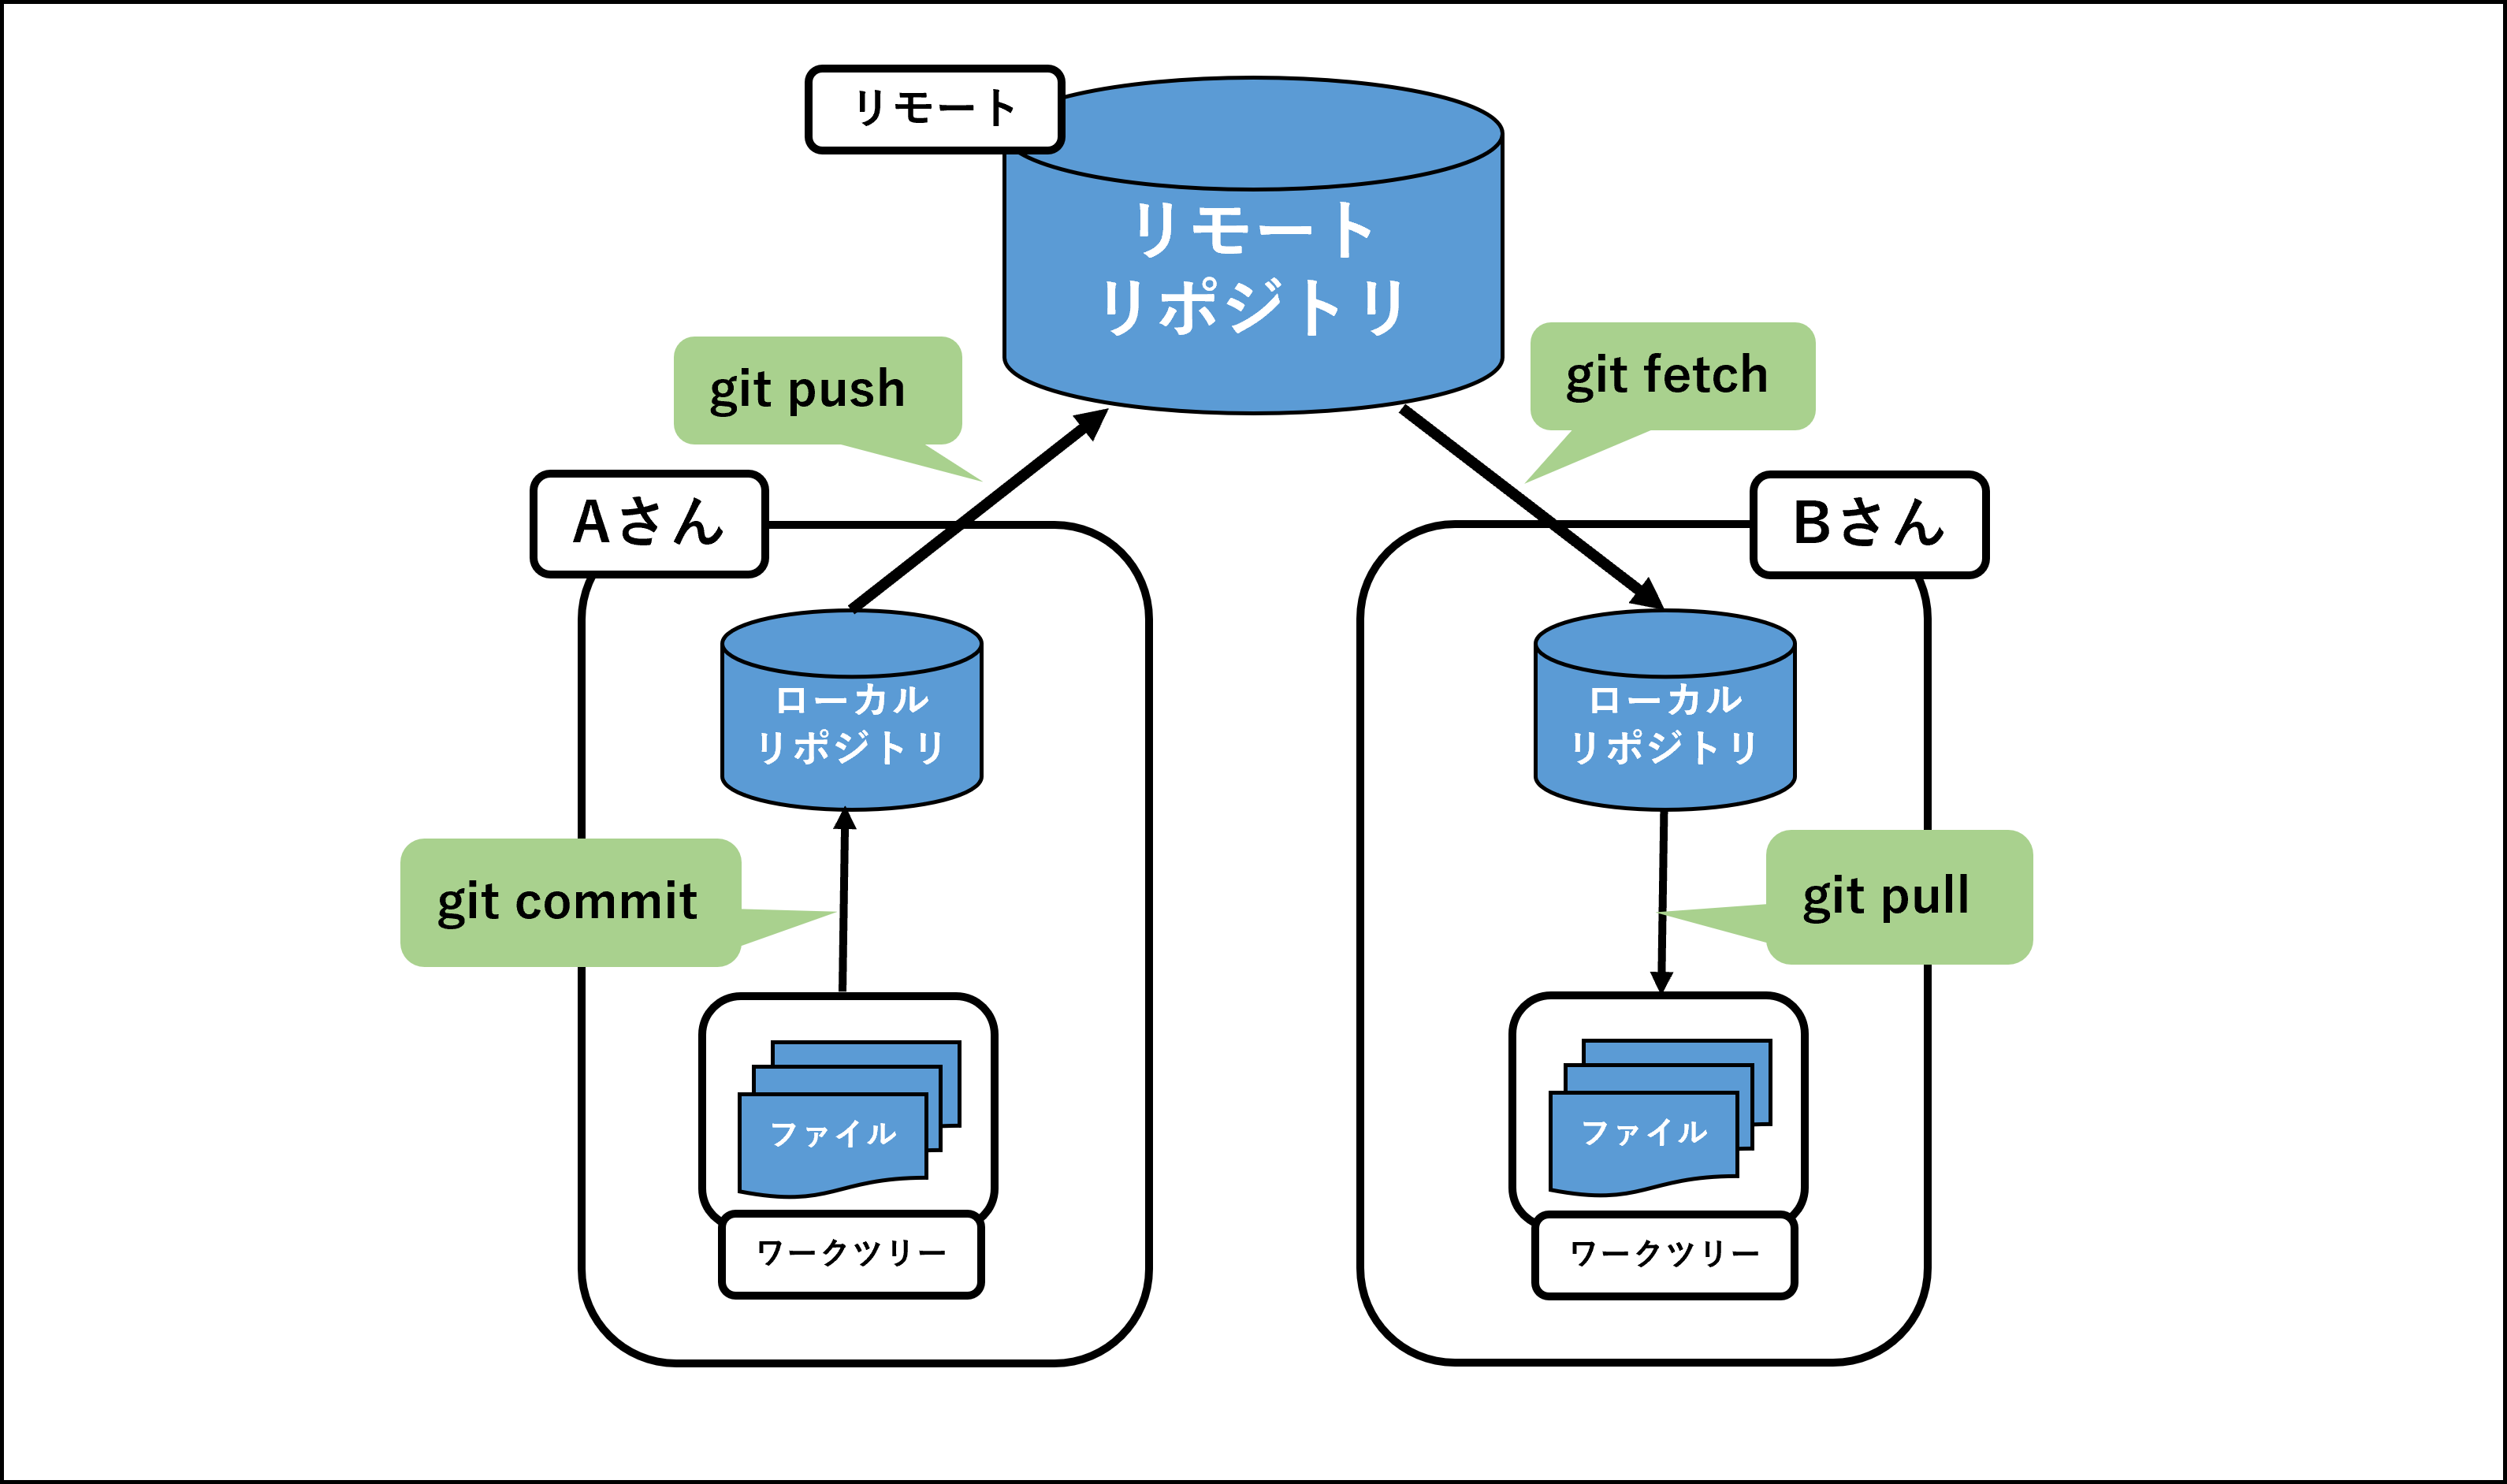 リモート
リモート
リポジトリ
git push
git fetch
Aさん
Bさん
ローカル
リポジトリ
ローカル
リポジトリ
git commit
git pull
ファイル
ファイル
ワークツリー
ワークツリー